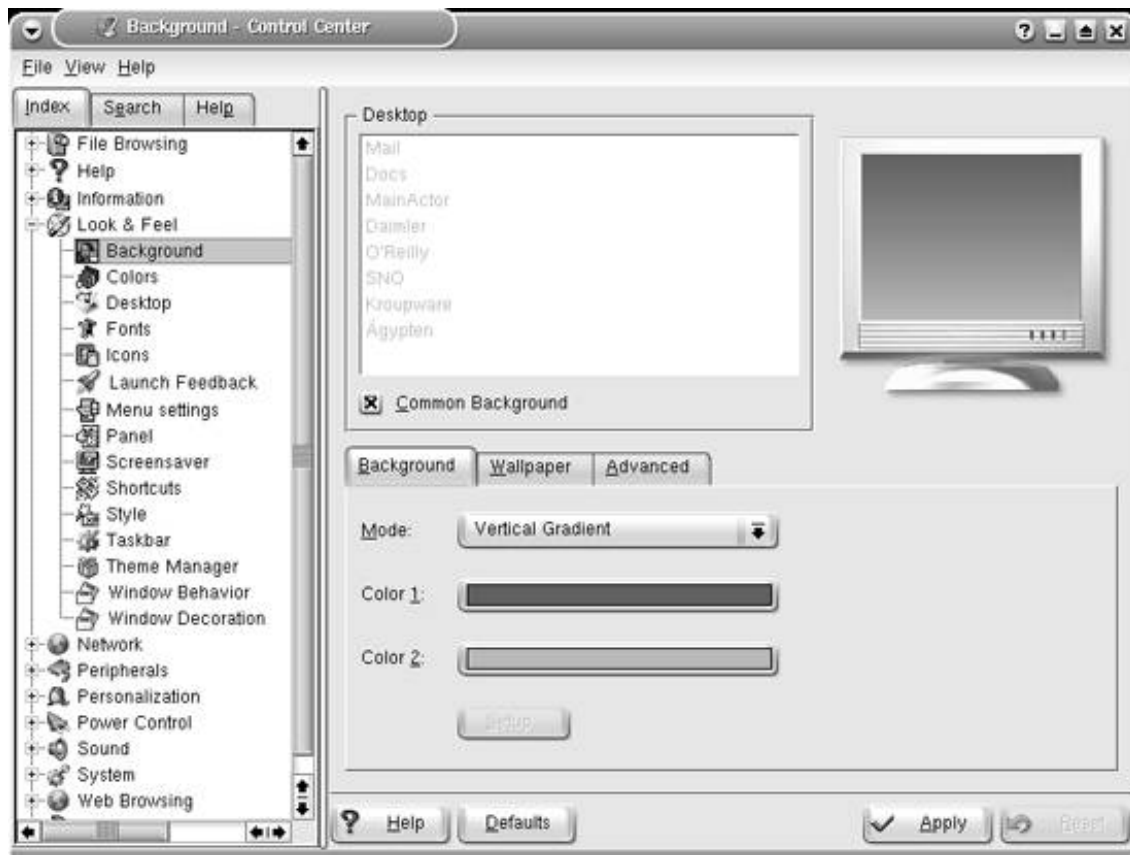 Background - Control Center
File View Help
Index Search Help
File Browsing
Help
Information
Look & Feel
Background
Colors
Desktop
Fonts
Icons
Launch Feedback
Menu settings
Panel
Screensaver
Shortcuts
Style
Taskbar
Theme Manager
Window Behavior
Window Decoration
Network
Peripherals
Personalization
Power Control
Sound
System
Web Browsing
Desktop
Mail
Docs
MainActor
Daimler
O'Reilly
SNO
Kroupware
Ägypten
Common Background
Background Wallpaper Advanced
Mode: Vertical Gradient
Color 1:
Color 2:
Setup
? Help Defaults Apply Reset